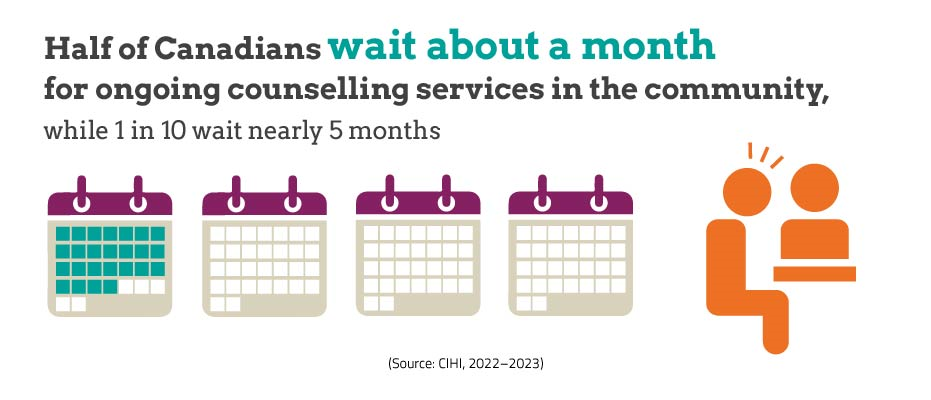 Half of Canadians wait about a month
for ongoing counselling services in the community,
while 1 in 10 wait nearly 5 months
(Source: CIHI, 2022–2023)